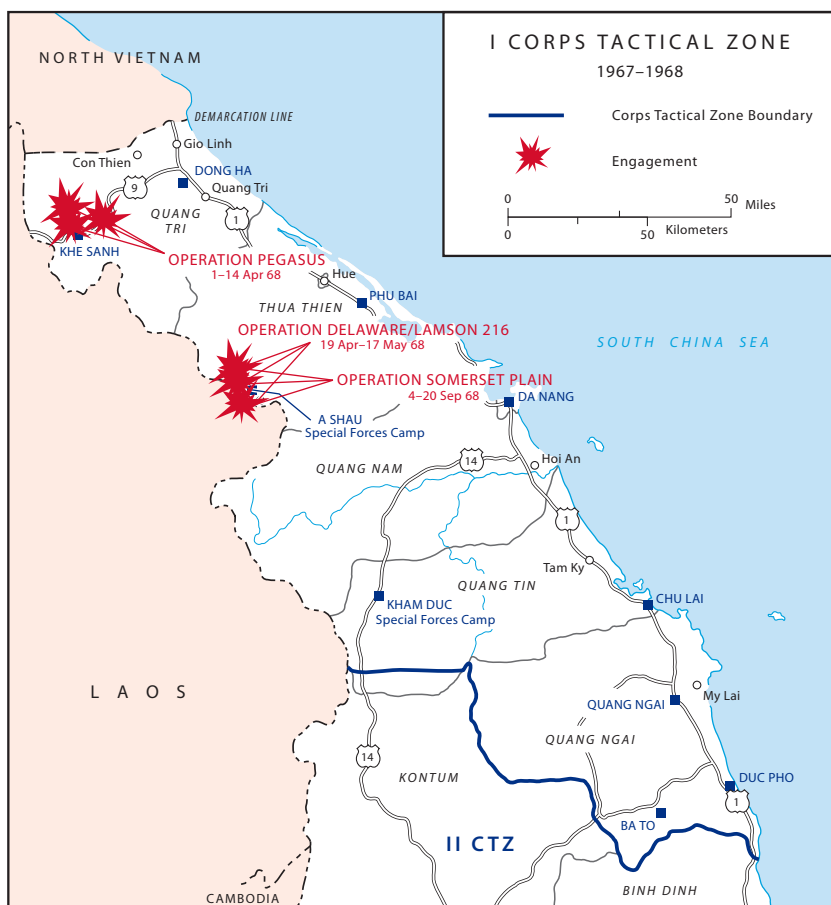 I CORPS TACTICAL ZONE
1967–1968
Corps Tactical Zone Boundary
Engagement
0 50 Miles
0 50 Kilometers
NORTH VIETNAM
DEMARCATION LINE
Gio Linh
Con Thien
DONG HA
9
Quang Tri
QUANG
TRI
1
KHE SANH
OPERATION PEGASUS
1–14 Apr 68
Hue
PHU BAI
THUA THIEN
OPERATION DELAWARE/LAMSON 216
19 Apr–17 May 68
SOUTH CHINA SEA
OPERATION SOMERSET PLAIN
4–20 Sep 68
DA NANG
A SHAU
Special Forces Camp
14
Hoi An
QUANG NAM
1
Tam Ky
QUANG TIN
KHAM DUC
Special Forces Camp
CHU LAI
LAOS
My Lai
QUANG NGAI
QUANG NGAI
14
KONTUM
DUC PHO
1
BA TO
II CTZ
CAMBODIA
BINH DINH